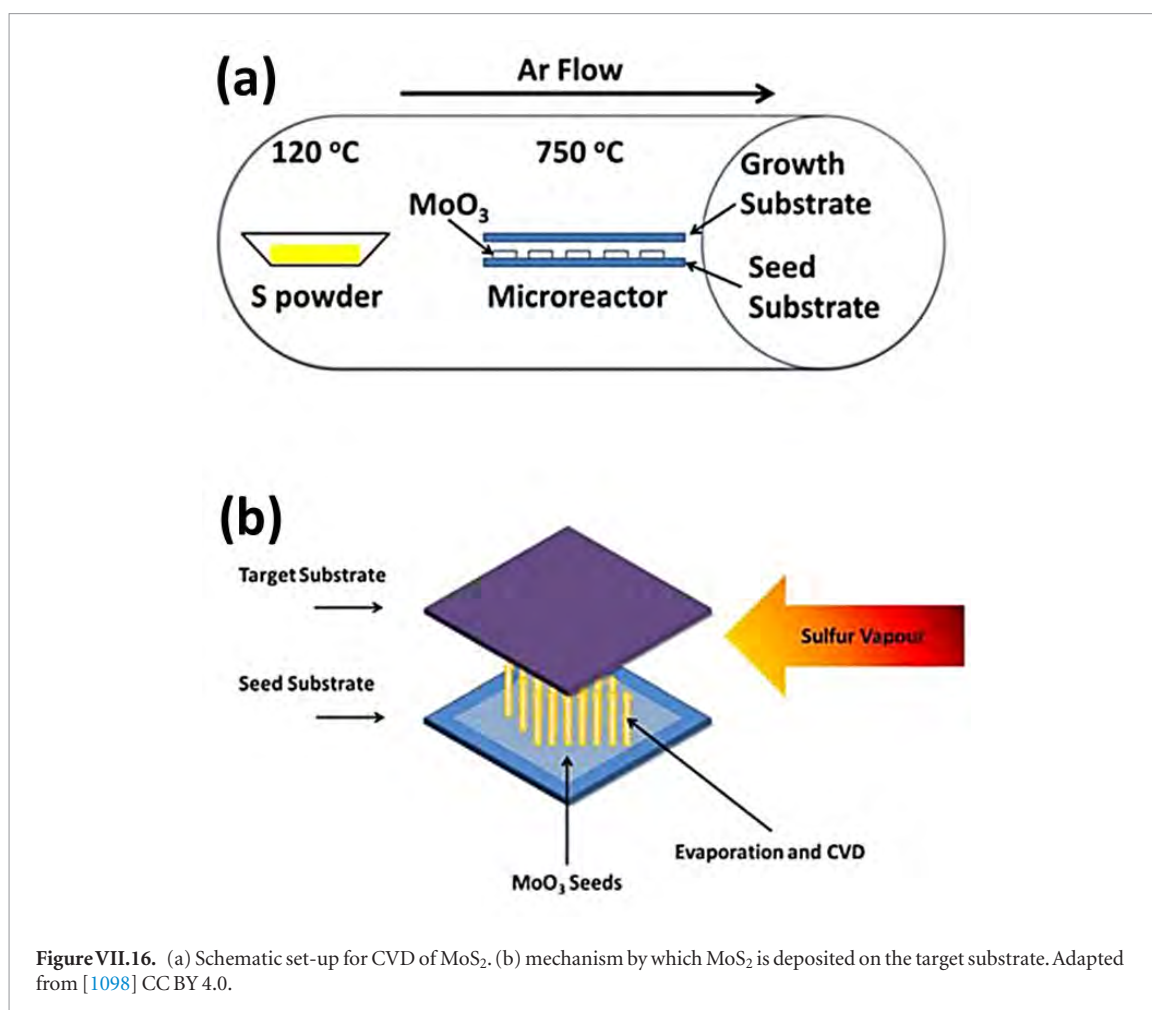 (a)
Ar Flow
120 °C
750 °C
Growth
Substrate
MoO₃
Seed
Substrate
S powder
Microreactor
(b)
Target Substrate
Sulfur Vapour
Seed Substrate
Evaporation and CVD
MoO₃ Seeds
Figure VII.16. (a) Schematic set-up for CVD of MoS₂. (b) mechanism by which MoS₂ is deposited on the target substrate. Adapted
from [1098] CC BY 4.0.